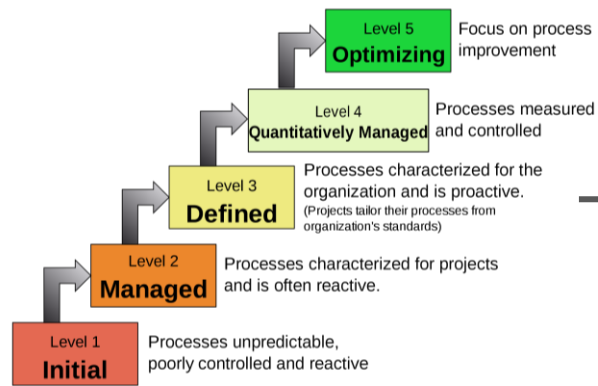 Level 5
Optimizing
Focus on process
improvement
Level 4
Quantitatively Managed
Processes measured
and controlled
Level 3
Defined
Processes characterized for the
organization and is proactive.
(Projects tailor their processes from
organization's standards)
Level 2
Managed
Processes characterized for projects
and is often reactive.
Level 1
Initial
Processes unpredictable,
poorly controlled and reactive